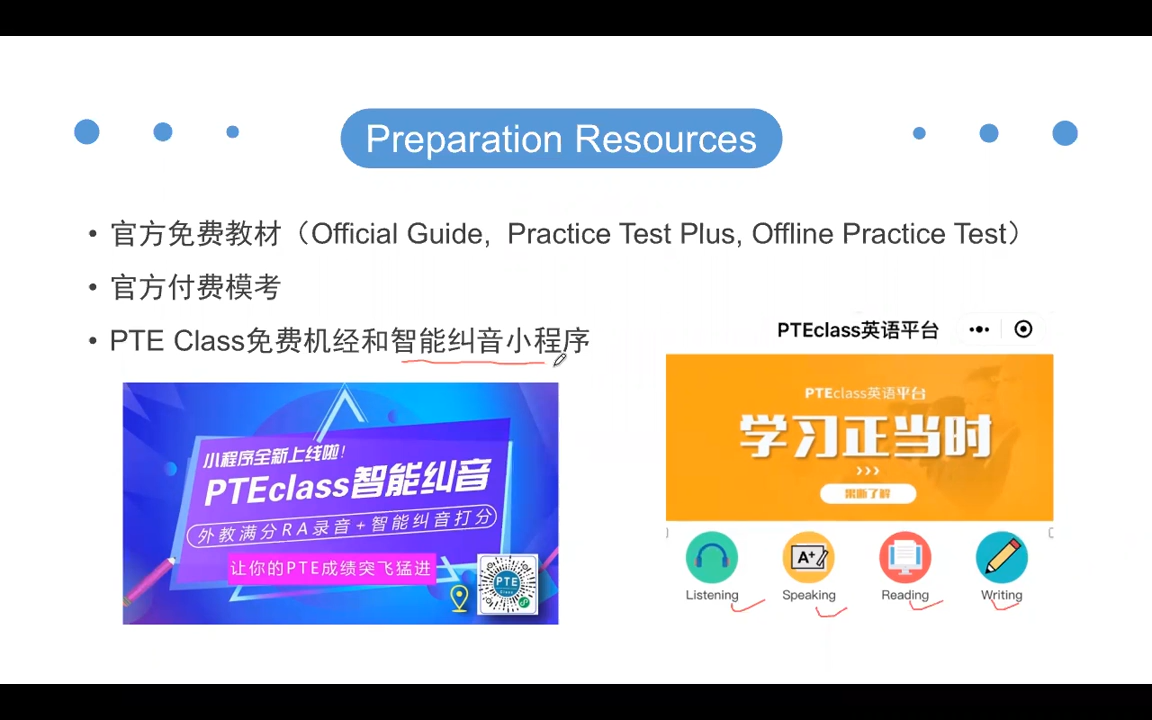 Preparation Resources
• 官方免费教材（Official Guide, Practice Test Plus, Offline Practice Test）
• 官方付费模考
• PTE Class免费机经和智能纠音小程序
小程序全新上线啦！
PTEclass智能纠音
外教满分RA录音+智能纠音打分
让你的PTE成绩突飞猛进
PTE
PTEclass英语平台
PTEclass英语平台
学习正当时
果断了解
Listening
Speaking
Reading
Writing
A+